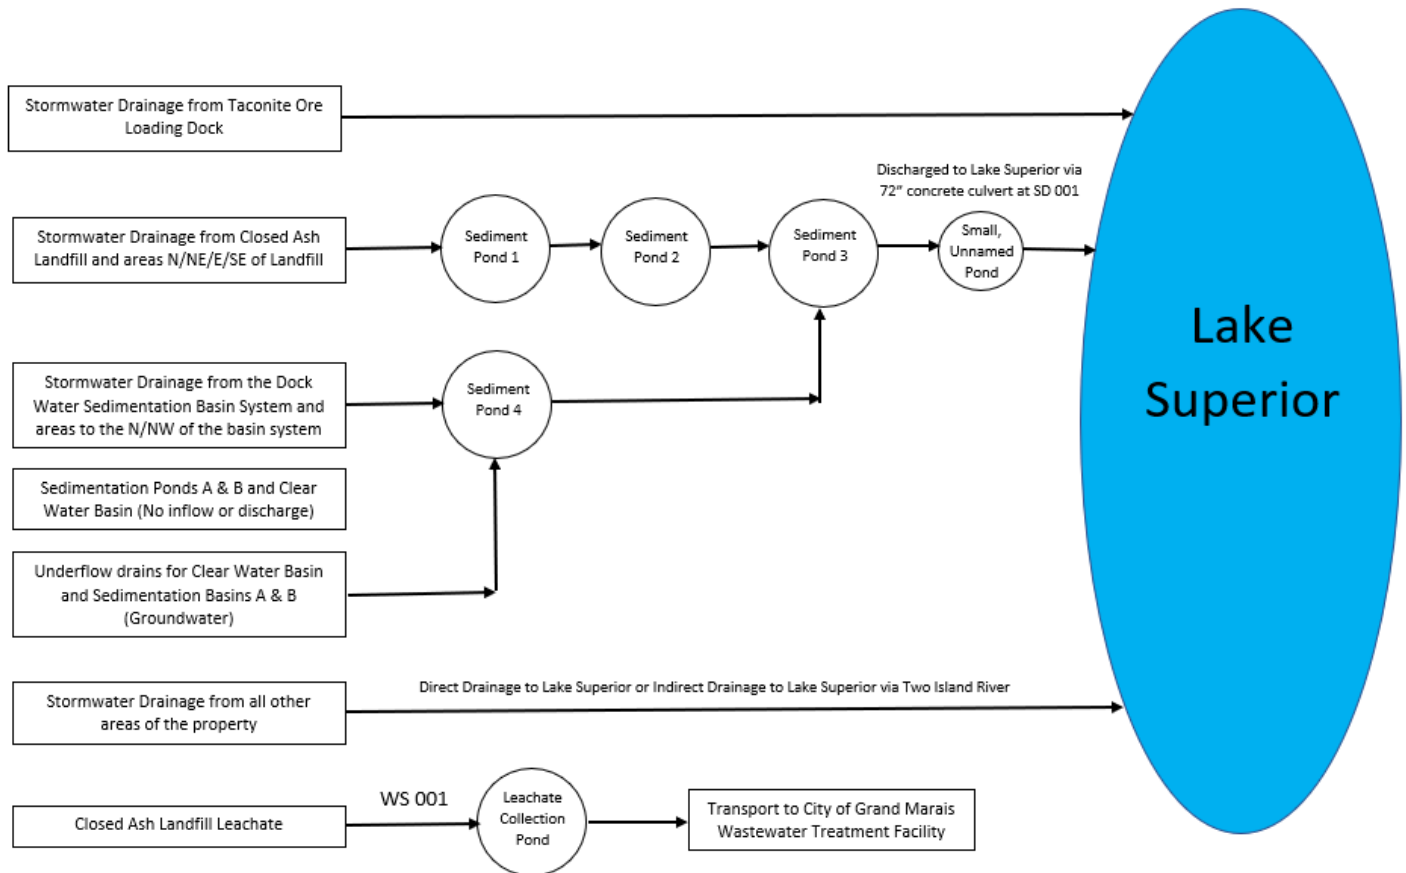 Stormwater Drainage from Taconite Ore
Loading Dock
Discharged to Lake Superior via
72" concrete culvert at SD 001
Stormwater Drainage from Closed Ash
Landfill and areas N/NE/E/SE of Landfill
Sediment
Pond 1
Sediment
Pond 2
Sediment
Pond 3
Small,
Unnamed
Pond
Lake
Superior
Stormwater Drainage from the Dock
Water Sedimentation Basin System and
areas to the N/NW of the basin system
Sediment
Pond 4
Sedimentation Ponds A & B and Clear
Water Basin (No inflow or discharge)
Underflow drains for Clear Water Basin
and Sedimentation Basins A & B
(Groundwater)
Stormwater Drainage from all other
areas of the property
Direct Drainage to Lake Superior or Indirect Drainage to Lake Superior via Two Island River
Closed Ash Landfill Leachate
WS 001
Leachate
Collection
Pond
Transport to City of Grand Marais
Wastewater Treatment Facility